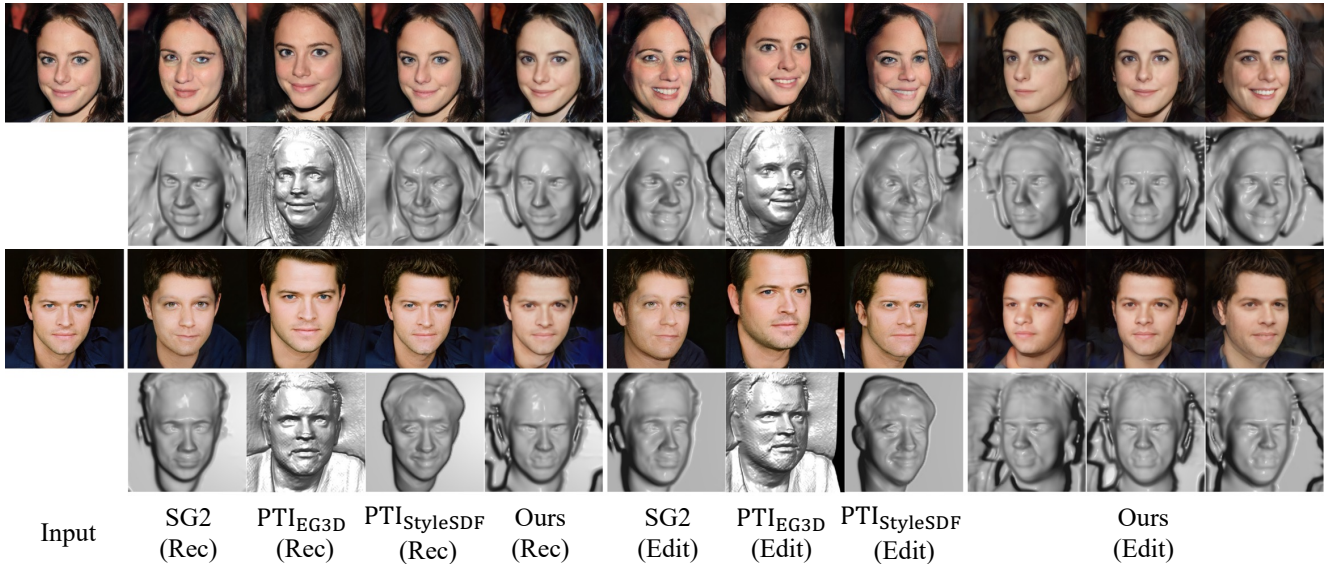 Input
SG2 (Rec)
PTI_EG3D (Rec)
PTI_StyleSDF (Rec)
Ours (Rec)
SG2 (Edit)
PTI_EG3D (Edit)
PTI_StyleSDF (Edit)
Ours (Edit)